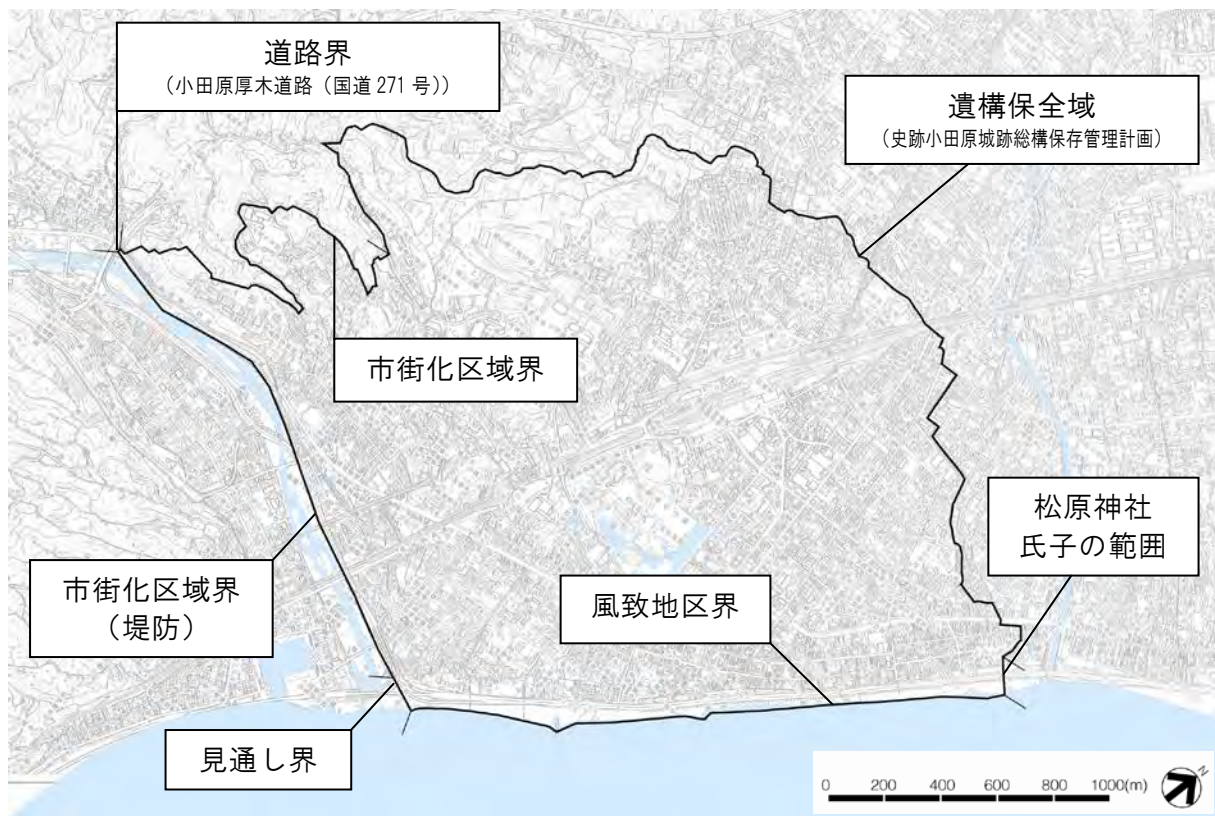 道路界
（小田原厚木道路（国道271号））
遺構保全域
（史跡小田原城跡総構保存管理計画）
市街化区域界
松原神社
氏子の範囲
市街化区域界
（堤防）
風致地区界
見通し界
0 200 400 600 800 1000(m)
N